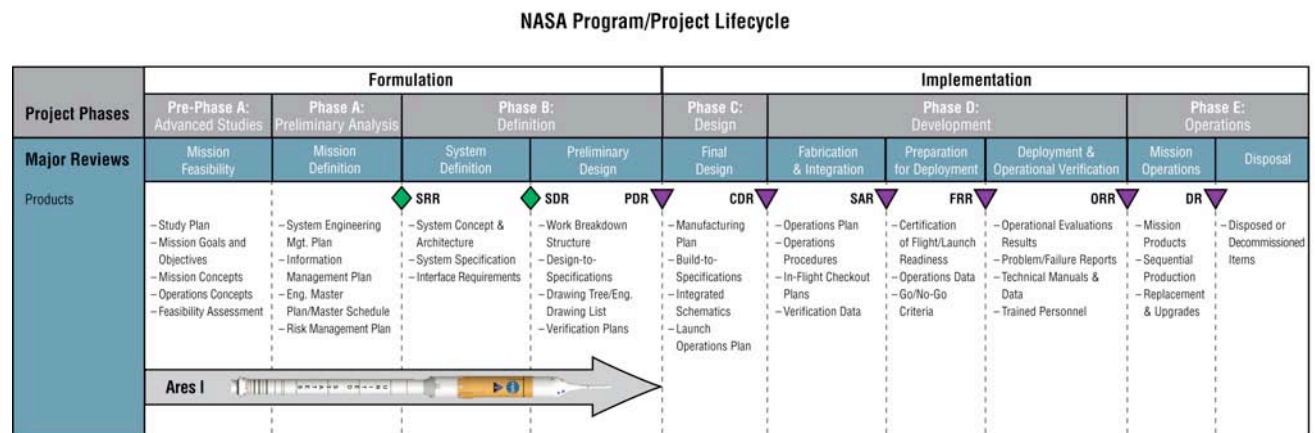 NASA Program/Project Lifecycle
Formulation
Implementation
Project Phases
Pre-Phase A:
Advanced Studies
Phase A:
Preliminary Analysis
Phase B:
Definition
Phase C:
Design
Phase D:
Development
Phase E:
Operations
Major Reviews
Mission
Feasibility
Mission
Definition
System
Definition
Preliminary
Design
Final
Design
Fabrication
& Integration
Preparation
for Deployment
Deployment &
Operational Verification
Mission
Operations
Disposal
Products
SRR
SDR
PDR
CDR
SAR
FRR
ORR
DR
– Study Plan
– Mission Goals and
Objectives
– Mission Concepts
– Operations Concepts
– Feasibility Assessment
– System Engineering
Mgt. Plan
– Information
Management Plan
– Eng. Master
Plan/Master Schedule
– Risk Management Plan
– System Concept &
Architecture
– System Specification
– Interface Requirements
– Work Breakdown
Structure
– Design-to-
Specifications
– Drawing Tree/Eng.
Drawing List
– Verification Plans
– Manufacturing
Plan
– Build-to-
Specifications
– Integrated
Schematics
– Launch
Operations Plan
– Operations Plan
– Operations
Procedures
– In-Flight Checkout
Plans
– Verification Data
– Certification
of Flight/Launch
Readiness
– Operations Data
– Go/No-Go
Criteria
– Operational Evaluations
Results
– Problem/Failure Reports
– Technical Manuals &
Data
– Trained Personnel
– Mission
Products
– Sequential
Production
– Replacement
& Upgrades
– Disposed or
Decommissioned
Items
Ares I
UNITED STATES